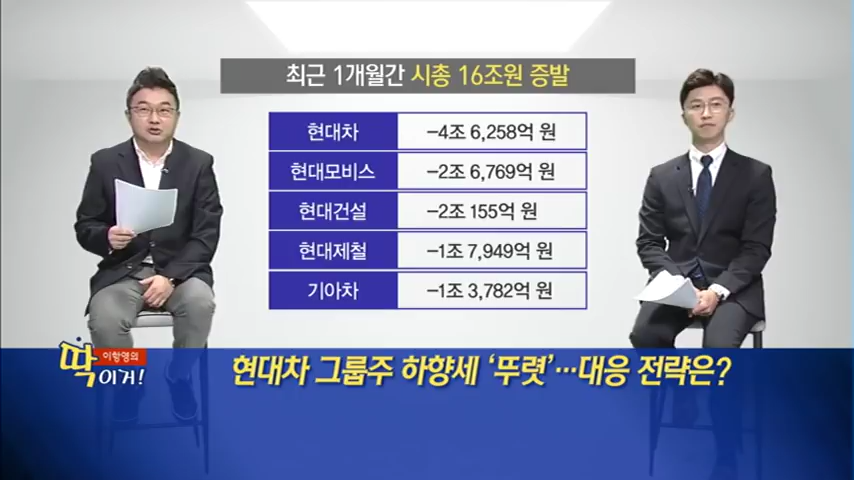 최근 1개월간 시총 16조원 증발
현대차 -4조 6,258억 원
현대모비스 -2조 6,769억 원
현대건설 -2조 155억 원
현대제철 -1조 7,949억 원
기아차 -1조 3,782억 원
이항영의
딱 이거!
현대차 그룹주 하향세 ‘뚜렷’…대응 전략은?